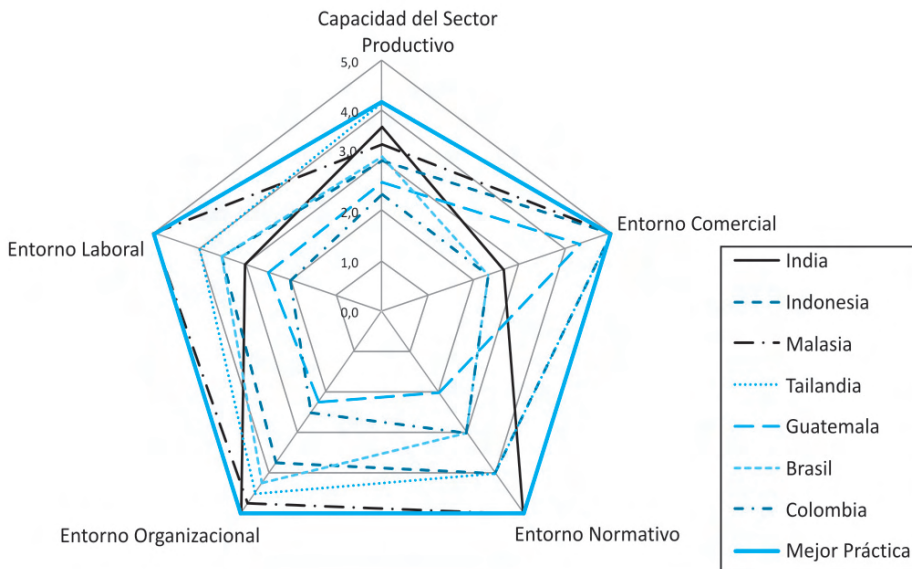 Capacidad del Sector
Productivo
5,0
4,0
3,0
2,0
1,0
0,0
Entorno Comercial
Entorno Laboral
Entorno Organizacional
Entorno Normativo
India
Indonesia
Malasia
Tailandia
Guatemala
Brasil
Colombia
Mejor Práctica